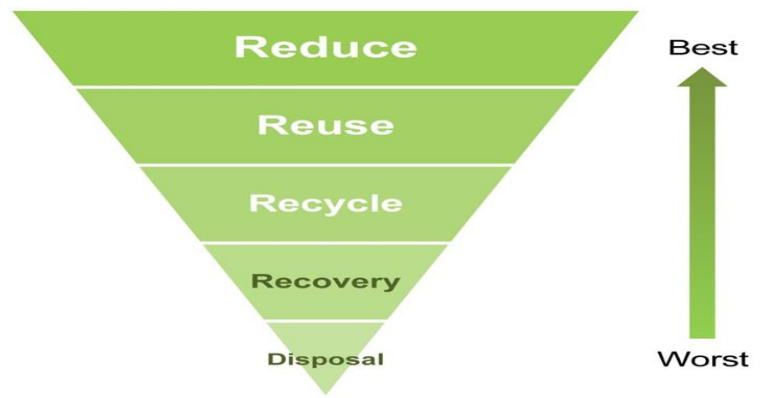 Reduce
Best
Reuse
Recycle
Recovery
Disposal
Worst